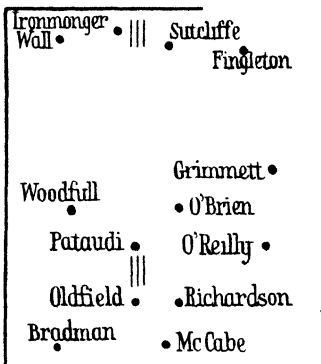 Ironmonger
Wall
Sutcliffe
Fingleton
Grimmett
Woodfull
O'Brien
Pataudi
O'Reilly
Oldfield
Richardson
Bradman
McCabe